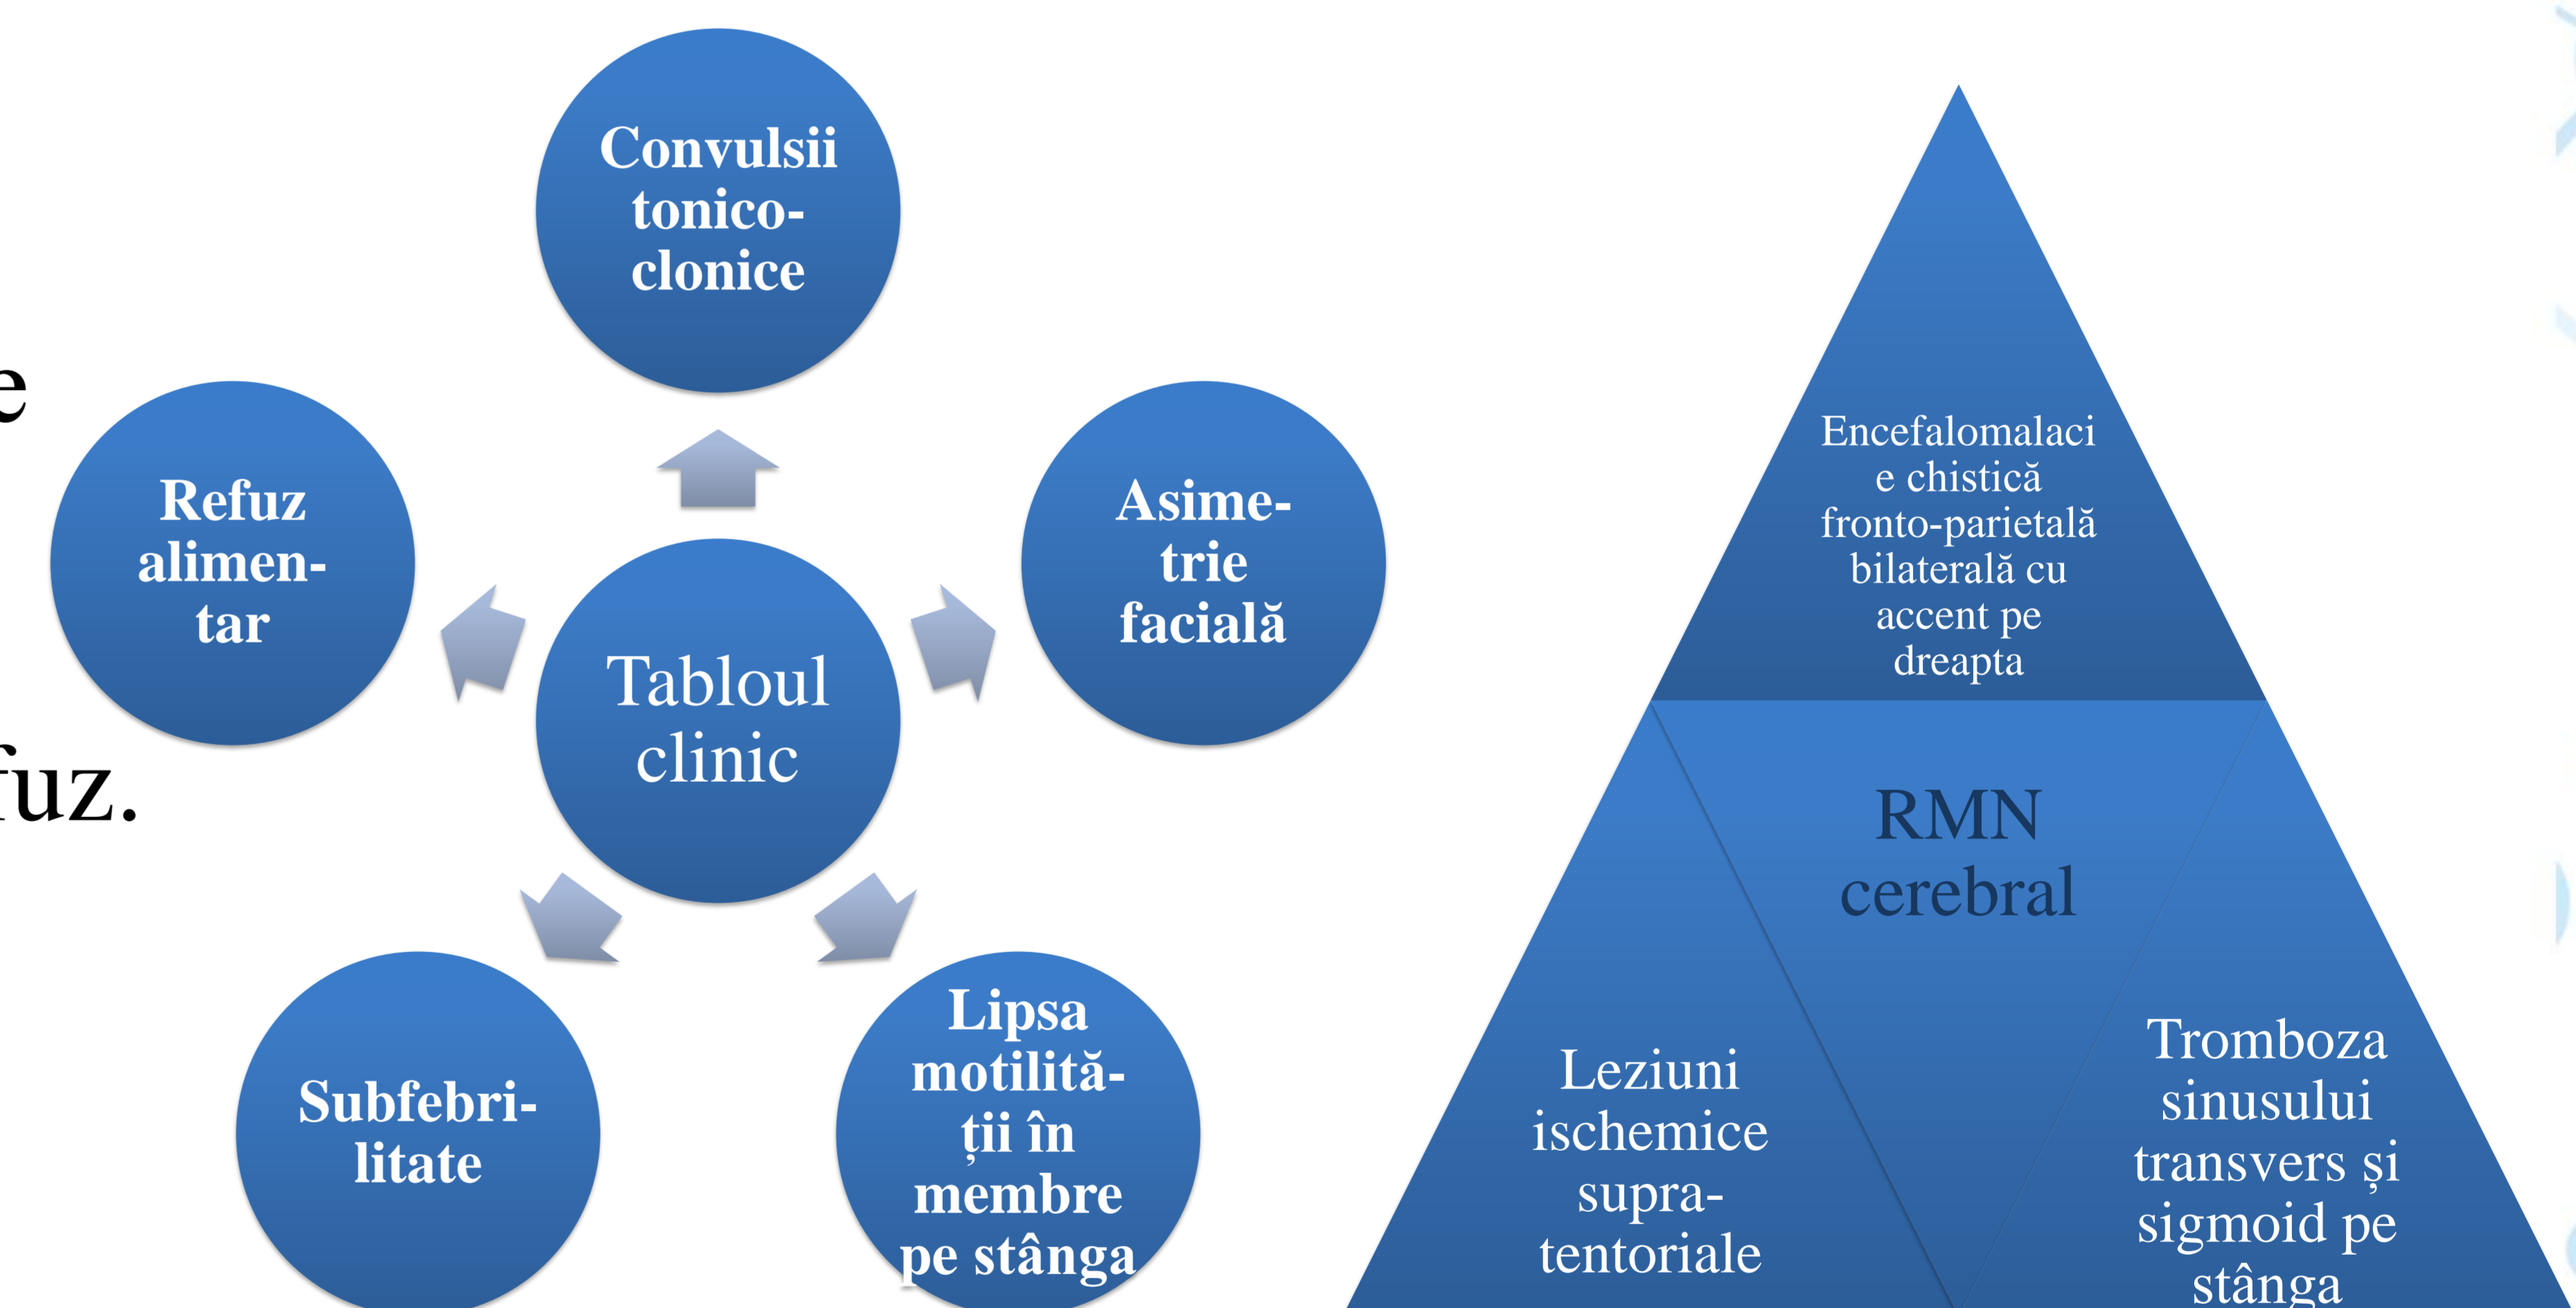 e
fuz.
Convulsii
tonico-
clonice
Refuz
alimen-
tar
Asime-
trie
facială
Tabloul
clinic
Subfebri-
litate
Lipsa
motilită-
ții în
membre
pe stânga
Encefalomalaci
e chistică
fronto-parietală
bilaterală cu
accent pe
dreapta
RMN
cerebral
Leziuni
ischemice
supra-
tentoriale
Tromboza
sinusului
transvers și
sigmoid pe
stânga